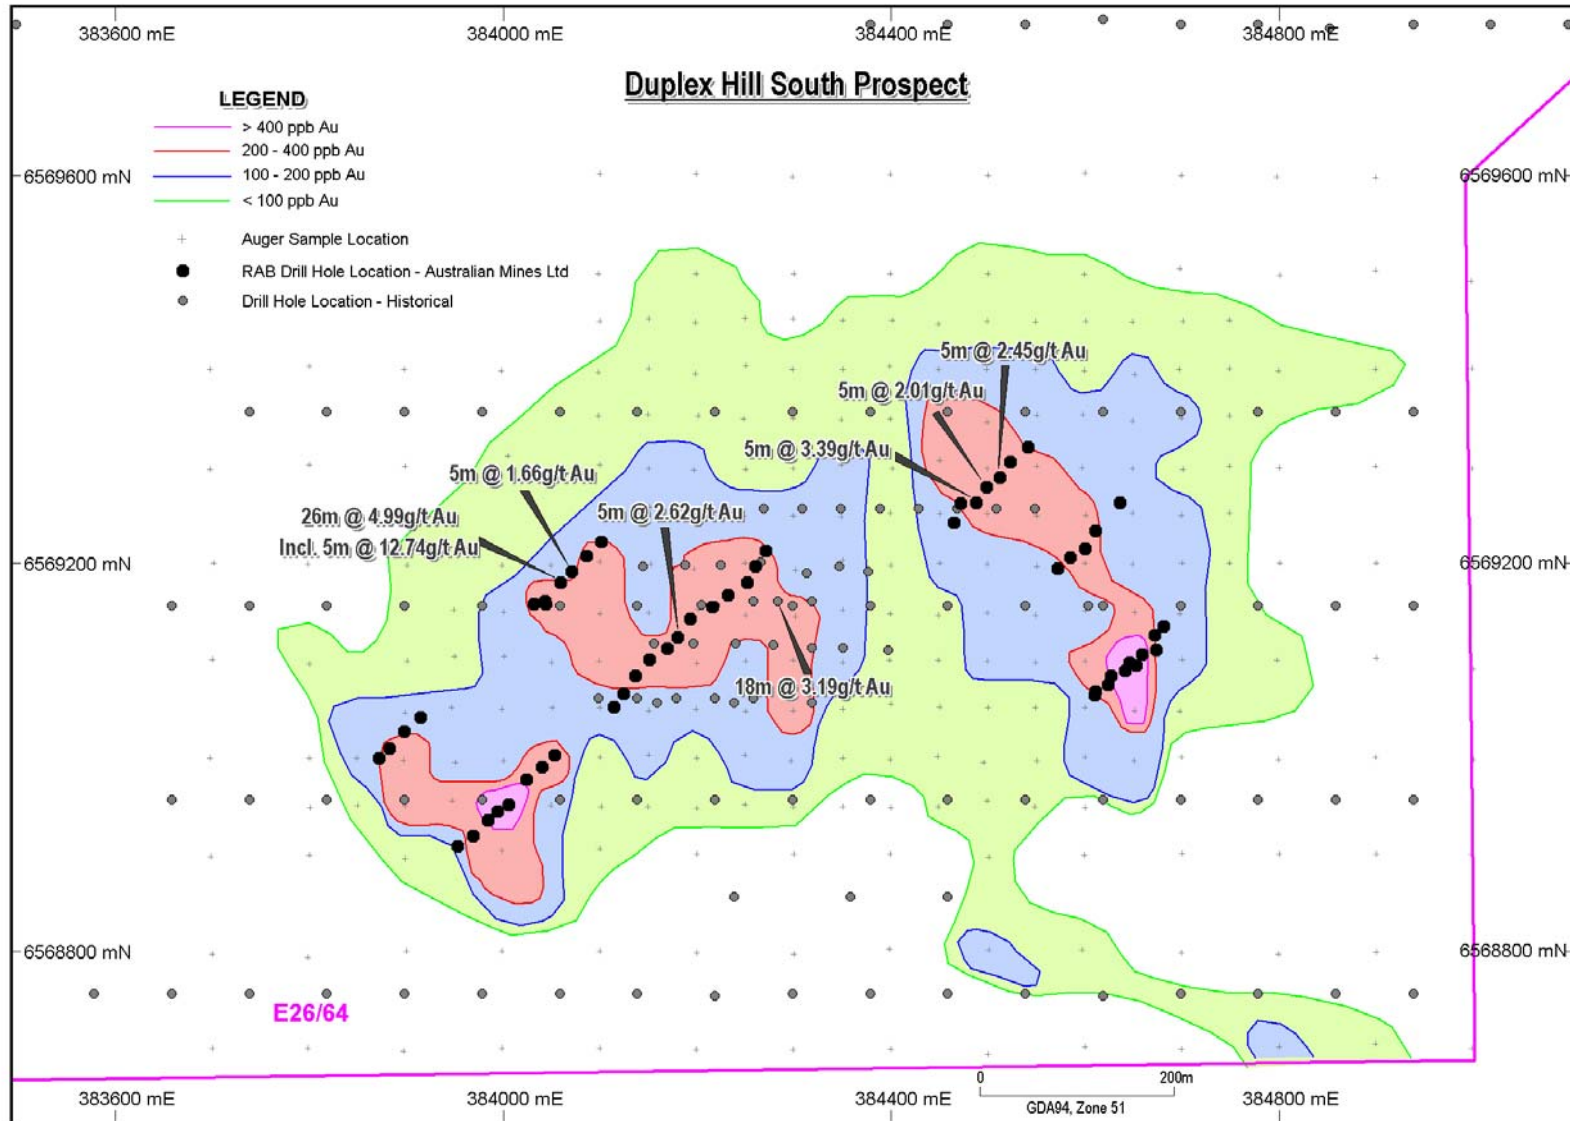 383600 mE
384000 mE
384400 mE
384800 mE
Duplex Hill South Prospect
LEGEND
> 400 ppb Au
200 - 400 ppb Au
100 - 200 ppb Au
< 100 ppb Au
Auger Sample Location
RAB Drill Hole Location - Australian Mines Ltd
Drill Hole Location - Historical
6569600 mN
6569600 mN
5m @ 2.45g/t Au
5m @ 2.01g/t Au
5m @ 3.39g/t Au
5m @ 1.66g/t Au
5m @ 2.62g/t Au
26m @ 4.99g/t Au
Incl. 5m @ 12.74g/t Au
6569200 mN
6569200 mN
18m @ 3.19g/t Au
6568800 mN
6568800 mN
E26/64
0
200m
GDA94, Zone 51
383600 mE
384000 mE
384400 mE
384800 mE